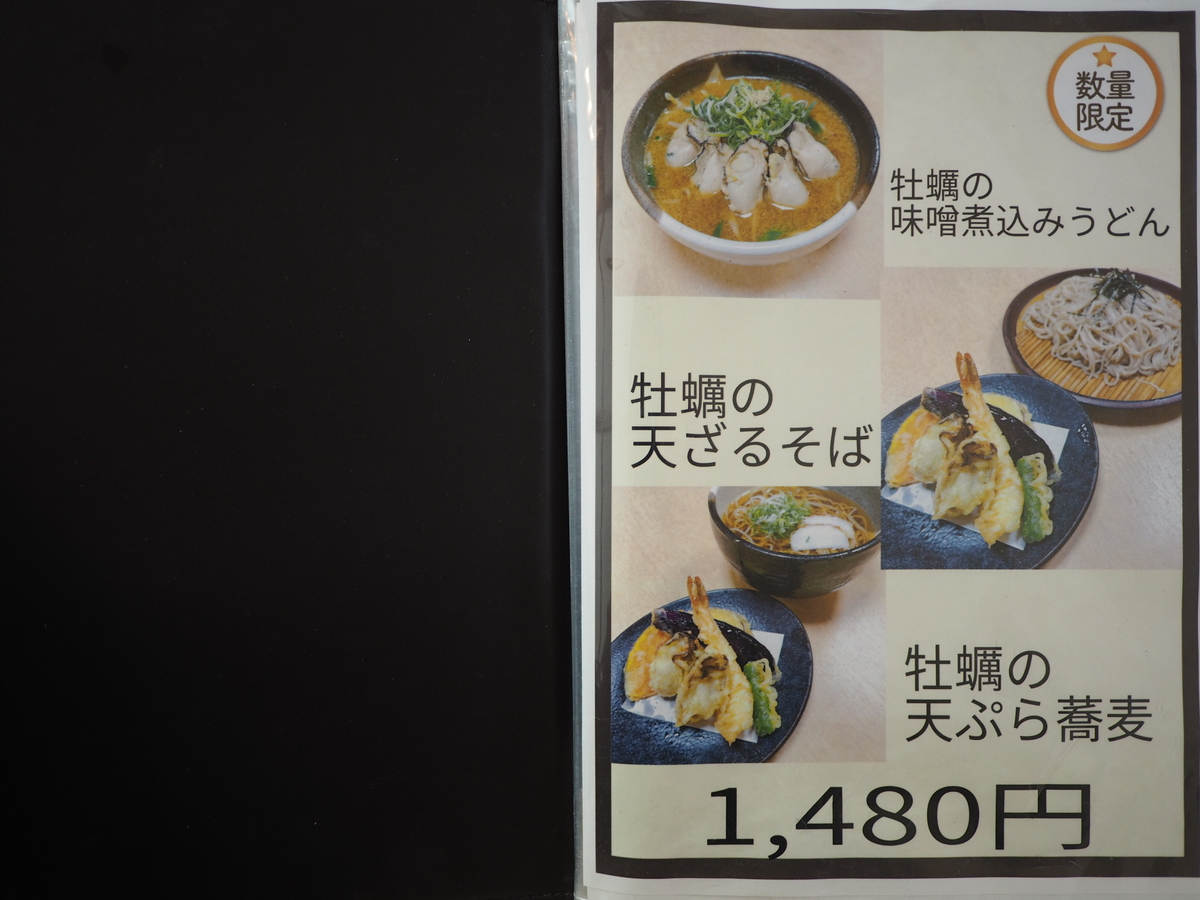 数量
限定
牡蠣の
味噌煮込みうどん
牡蠣の
天ざるそば
牡蠣の
天ぷら蕎麦
1,480円